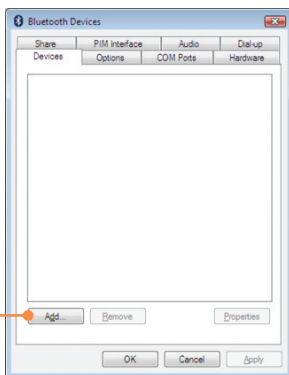 Bluetooth Devices
Share PIM Interface Audio Dial-up
Devices Options COM Ports Hardware
Add... Remove Properties
OK Cancel Apply